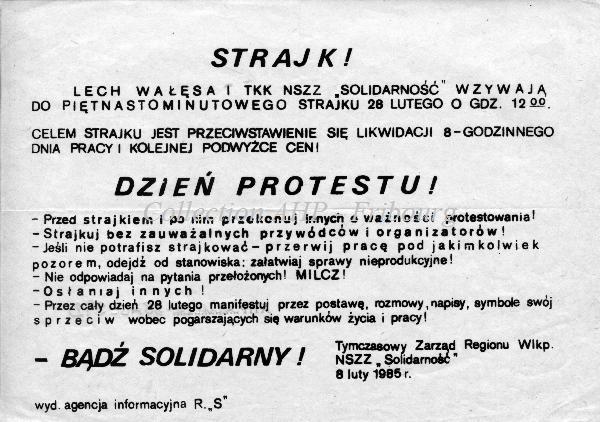 STRAJK!
LECH WAŁĘSA I TKK NSZZ „SOLIDARNOŚĆ" WZYWAJĄ
DO PIĘTNASTOMINUTOWEGO STRAJKU 28 LUTEGO O GDZ. 12 00.
CELEM STRAJKU JEST PRZECIWSTAWIENIE SIĘ LIKWIDACJI 8-GODZINNEGO
DNIA PRACY I KOLEJNEJ PODWYŻCE CEN!
DZIEŃ PROTESTU!
Collection AHP - Fribourg
- Przed strajkiem i po nim przekonuj innych o ważności protestowania!
- Strajkuj bez zauważalnych przywódców i organizatorów!
- Jeśli nie potrafisz strajkować - przerwij pracę pod jakimkolwiek
pozorem, odejdź od stanowiska; załatwiaj sprawy nieprodukcyjne!
- Nie odpowiadaj na pytania przełożonych! MILCZ!
- Osłaniaj innych!
- Przez cały dzień 28 lutego manifestuj przez postawę, rozmowy, napisy, symbole swój
sprzeciw wobec pogarszających się warunków życia i pracy!
- BĄDŹ SOLIDARNY!
Tymczasowy Zarząd Regionu Wlkp.
NSZZ „Solidarność"
8 luty 1985 r.
wyd. agencja informacyjna R.„S"